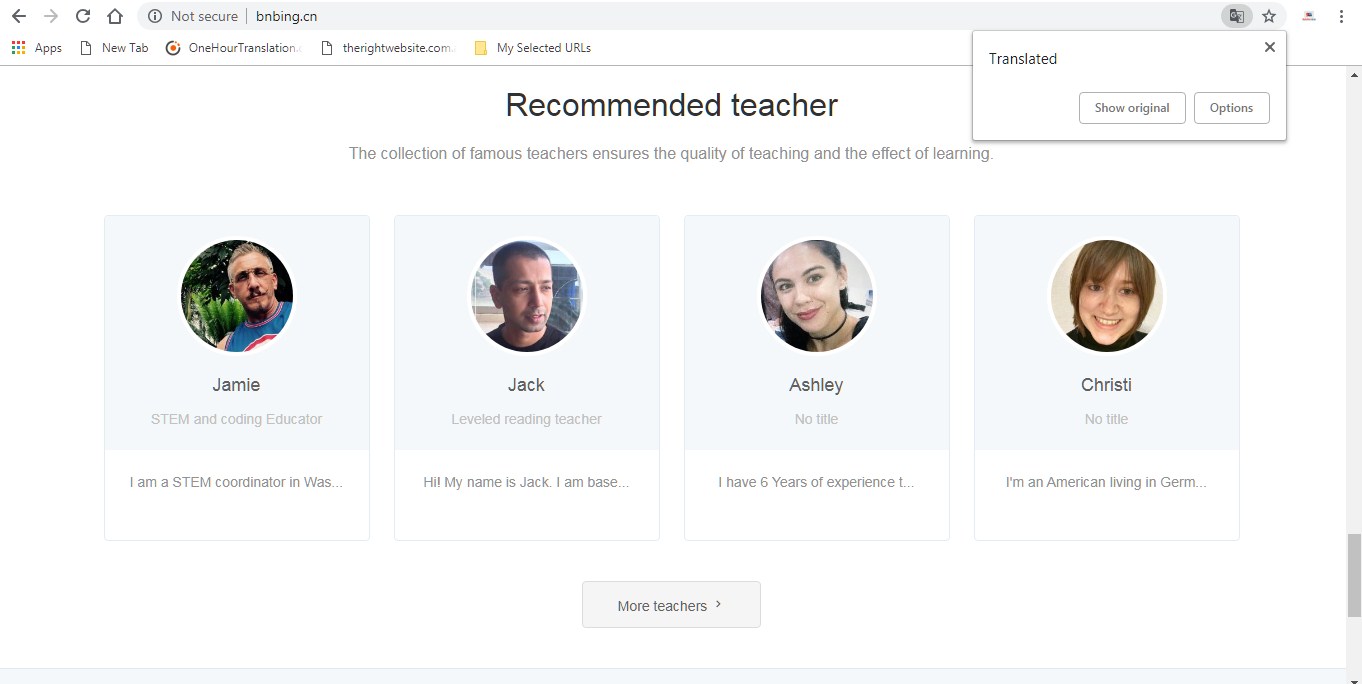 Not secure bnbing.cn
Apps New Tab OneHourTranslation. therightwebsite.com. My Selected URLs
Translated
Show original Options
Recommended teacher
The collection of famous teachers ensures the quality of teaching and the effect of learning.
Jamie
STEM and coding Educator
I am a STEM coordinator in Was...
Jack
Leveled reading teacher
Hi! My name is Jack. I am base...
Ashley
No title
I have 6 Years of experience t...
Christi
No title
I'm an American living in Germ...
More teachers